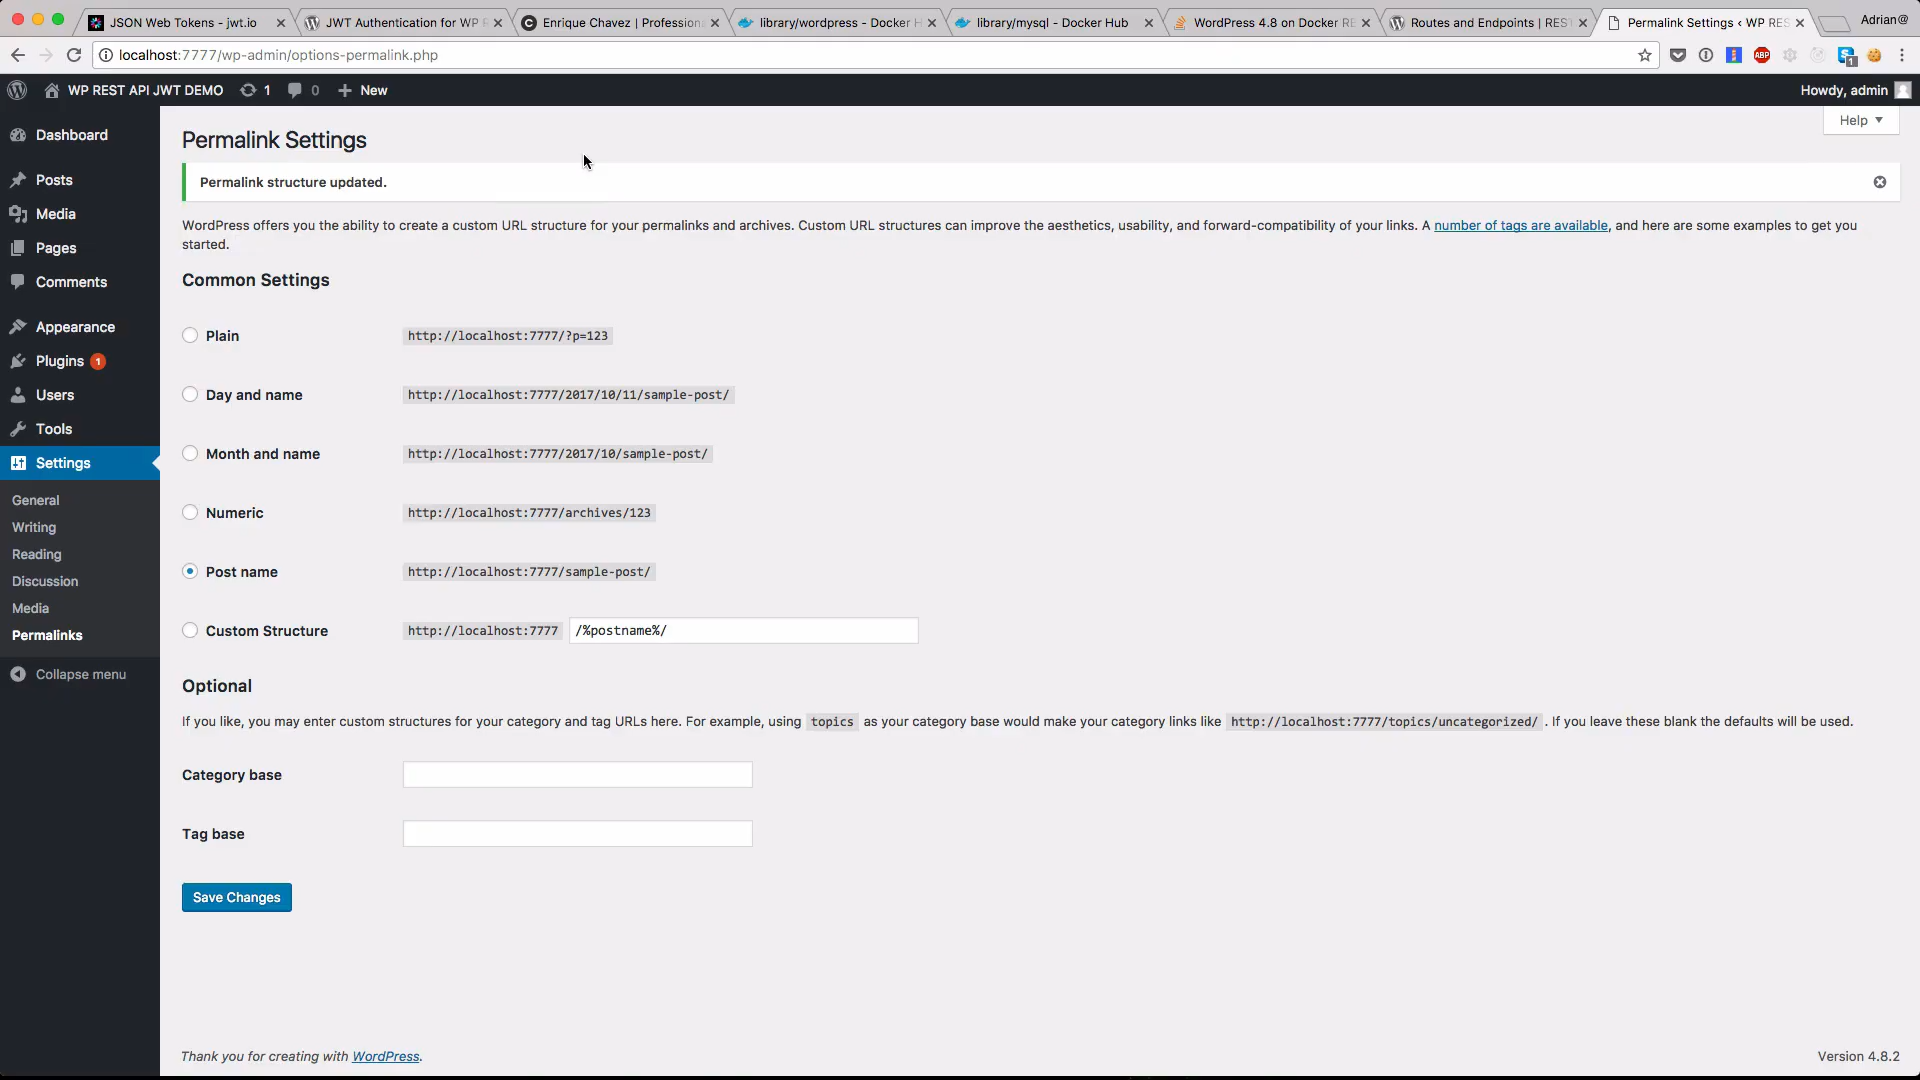 JSON Web Tokens - jwt.io
JWT Authentication for WP R
Enrique Chavez | Profession
library/wordpress - Docker H
library/mysql - Docker Hub
WordPress 4.8 on Docker RE
Routes and Endpoints | REST
Permalink Settings ‹ WP RES
Adrian@
localhost:7777/wp-admin/options-permalink.php
ABP
1
WP REST API JWT DEMO
1
0
New
Howdy, admin
Help
Dashboard
Posts
Media
Pages
Comments
Appearance
Plugins 1
Users
Tools
Settings
General
Writing
Reading
Discussion
Media
Permalinks
Collapse menu
Permalink Settings
Permalink structure updated.
WordPress offers you the ability to create a custom URL structure for your permalinks and archives. Custom URL structures can improve the aesthetics, usability, and forward-compatibility of your links. A number of tags are available, and here are some examples to get you
started.
Common Settings
Plain http://localhost:7777/?p=123
Day and name http://localhost:7777/2017/10/11/sample-post/
Month and name http://localhost:7777/2017/10/sample-post/
Numeric http://localhost:7777/archives/123
Post name http://localhost:7777/sample-post/
Custom Structure http://localhost:7777 /%postname%/
Optional
If you like, you may enter custom structures for your category and tag URLs here. For example, using topics as your category base would make your category links like http://localhost:7777/topics/uncategorized/ . If you leave these blank the defaults will be used.
Category base
Tag base
Save Changes
Thank you for creating with WordPress.
Version 4.8.2